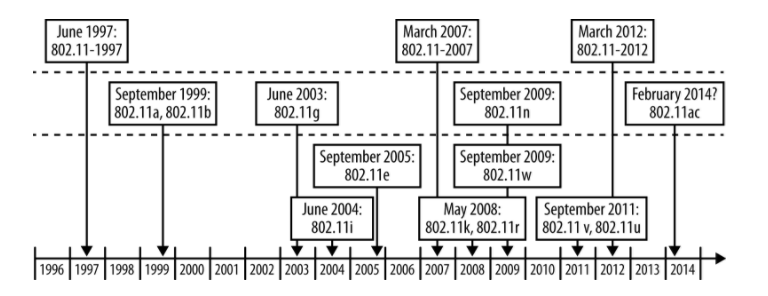 June 1997:
802.11-1997
March 2007:
802.11-2007
March 2012:
802.11-2012
September 1999:
802.11a, 802.11b
June 2003:
802.11g
September 2009:
802.11n
February 2014?
802.11ac
September 2005:
802.11e
September 2009:
802.11w
June 2004:
802.11i
May 2008:
802.11k, 802.11r
September 2011:
802.11 v, 802.11u
1996 1997 1998 1999 2000 2001 2002 2003 2004 2005 2006 2007 2008 2009 2010 2011 2012 2013 2014